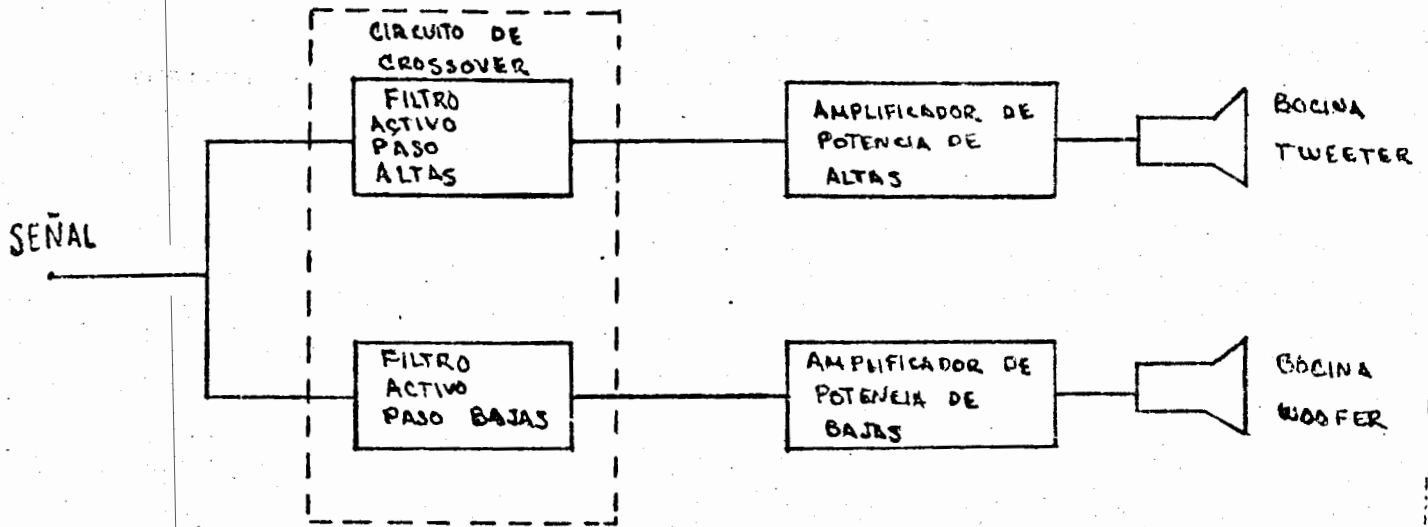 CIRCUITO DE
CROSSOVER
FILTRO
ACTIVO
PASO
ALTAS
AMPLIFICADOR DE
POTENCIA DE
ALTAS
BOCINA
TWEETER
SEÑAL
FILTRO
ACTIVO
PASO BAJAS
AMPLIFICADOR DE
POTENCIA DE
BAJAS
BOCINA
WOOFER